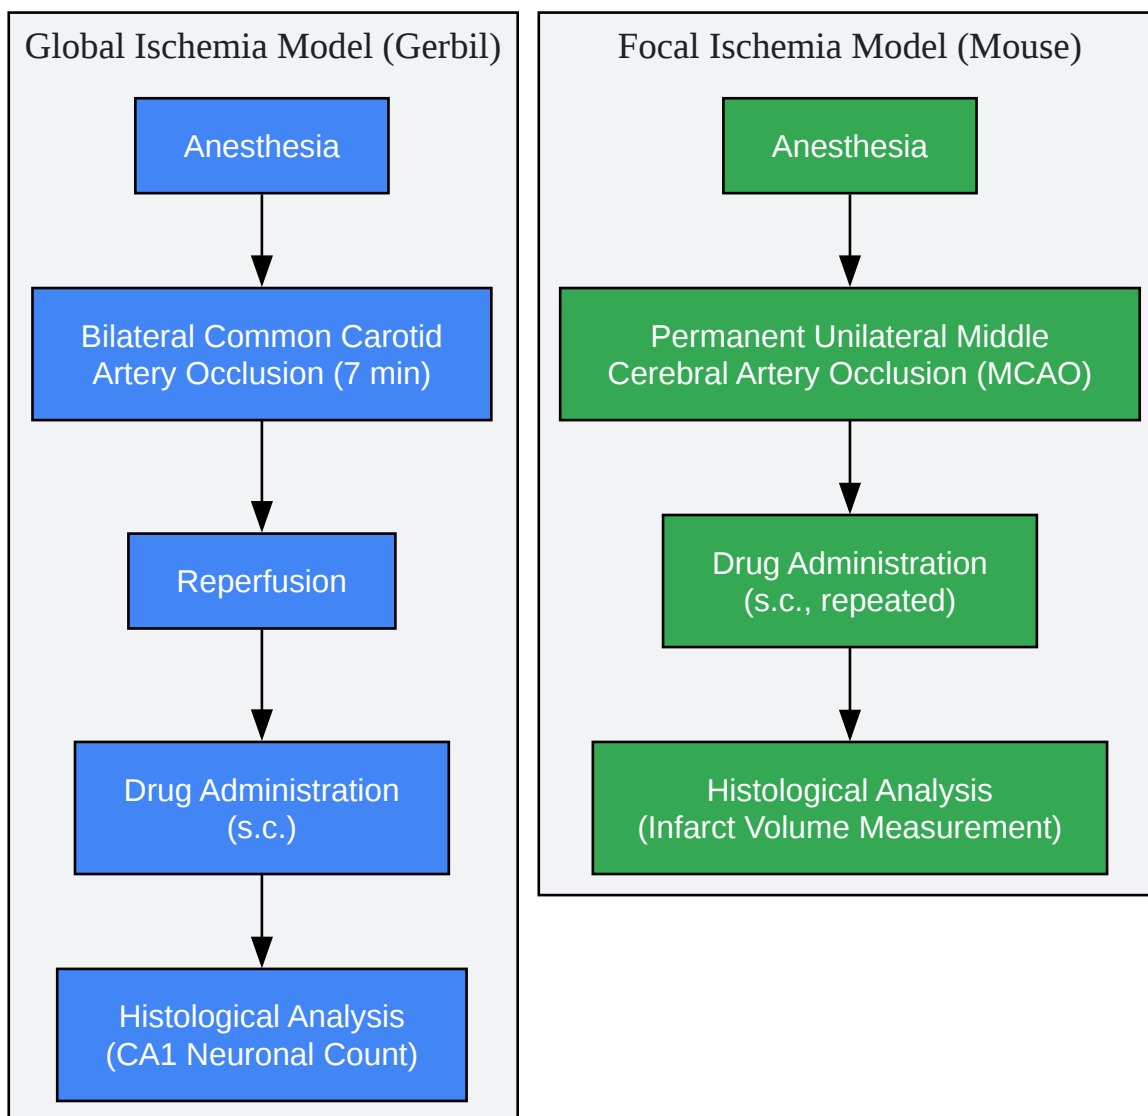 Global Ischemia Model (Gerbil)
Anesthesia
Bilateral Common Carotid
Artery Occlusion (7 min)
Reperfusion
Drug Administration
(s.c.)
Histological Analysis
(CA1 Neuronal Count)
Focal Ischemia Model (Mouse)
Anesthesia
Permanent Unilateral Middle
Cerebral Artery Occlusion (MCAO)
Drug Administration
(s.c., repeated)
Histological Analysis
(Infarct Volume Measurement)